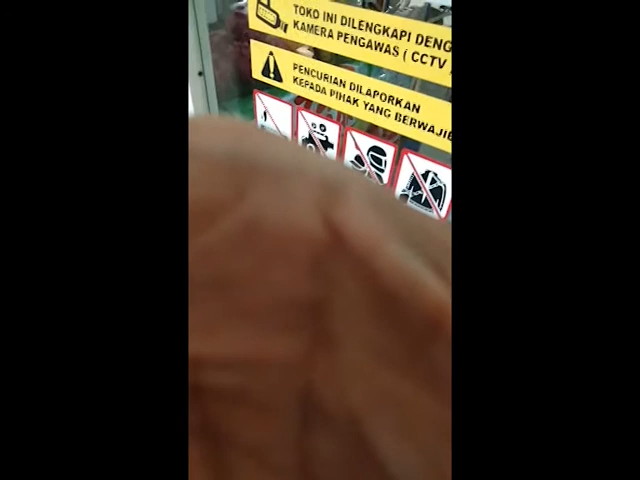 TOKO INI DILENGKAPI DENG
KAMERA PENGAWAS ( CCTV )
PENCURIAN DILAPORKAN
KEPADA PIHAK YANG BERWAJIB